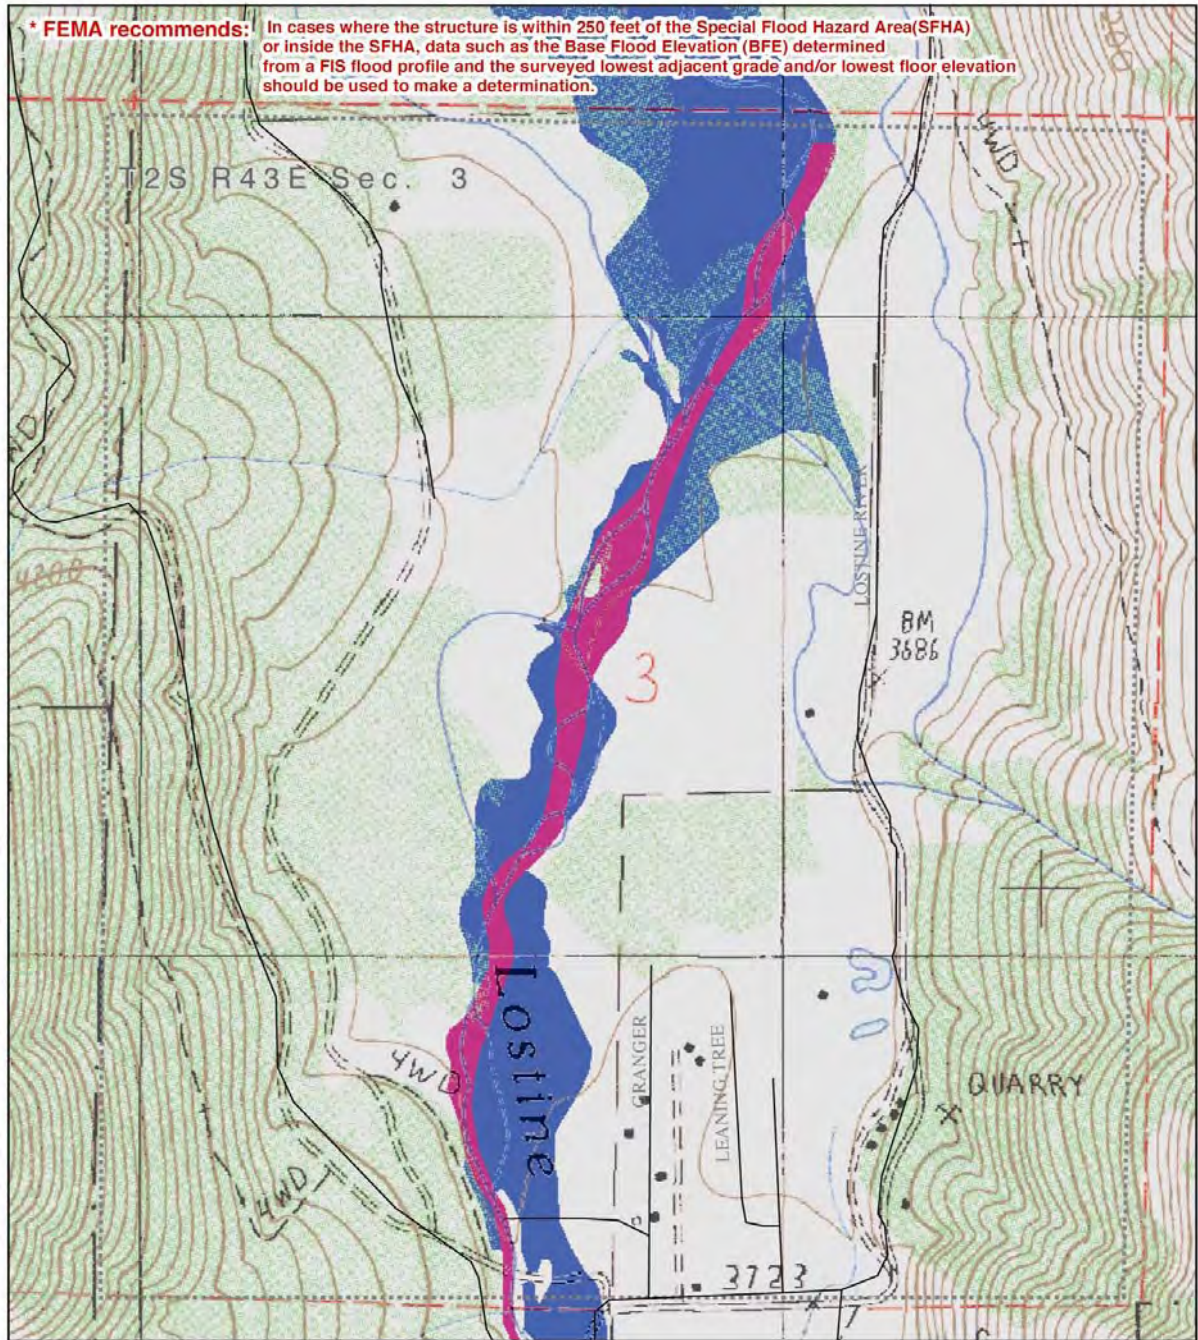 * FEMA recommends: In cases where the structure is within 250 feet of the Special Flood Hazard Area(SFHA)
or inside the SFHA, data such as the Base Flood Elevation (BFE) determined
from a FIS flood profile and the surveyed lowest adjacent grade and/or lowest floor elevation
should be used to make a determination.
4WD
T2S R43E Sec. 3
WD
4200
LOSTINE RIVER
BM
3686
3
Lostine
GRANGER
LEANING TREE
4WD
QUARRY
4WD
3723